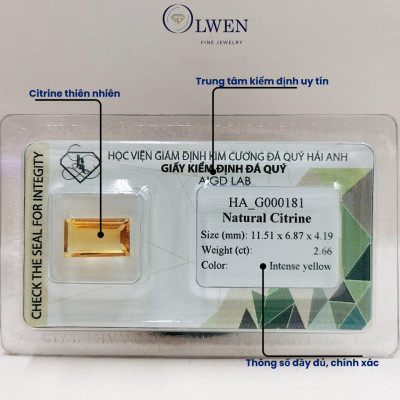 OLWEN
FINE JEWELRY
Trung tâm kiểm định uy tín
Citrine thiên nhiên
HỌC VIỆN GIÁM ĐỊNH KIM CƯƠNG ĐÁ QUÝ HẢI ANH
GIẤY KIỂM ĐỊNH ĐÁ QUÝ
AIGD LAB
CHECK THE SEAL FOR INTEGRITY
HA_G000181
Natural Citrine
Size (mm): 11.51 x 6.87 x 4.19
Weight (ct): 2.66
Color: Intense yellow
Thông số đầy đủ, chính xác